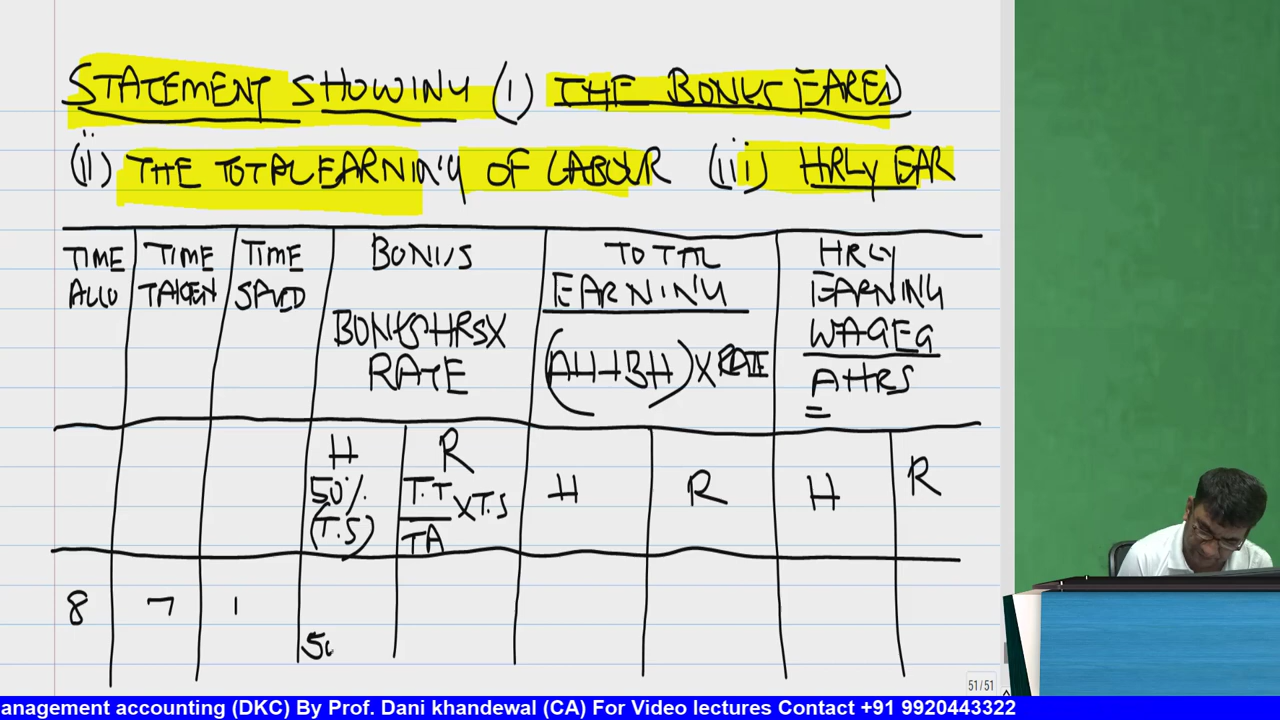 STATEMENT SHOWING (i) THE BONUS EARED
(ii) THE TOTAL EARNING OF LABOUR (iii) HRLY EAR
TIME ALLO TIME TAKEN TIME SAVED BONUS TOTAL EARNING HRLY EARNING
BONUS HRS X RATE (AH+BH) X RATE WAGES
A HRS
H R H R H R
50% (T.S) T.T/TA X T.S
8 7 1
50
51/51
anagement accounting (DKC) By Prof. Dani khandewal (CA) For Video lectures Contact +91 9920443322